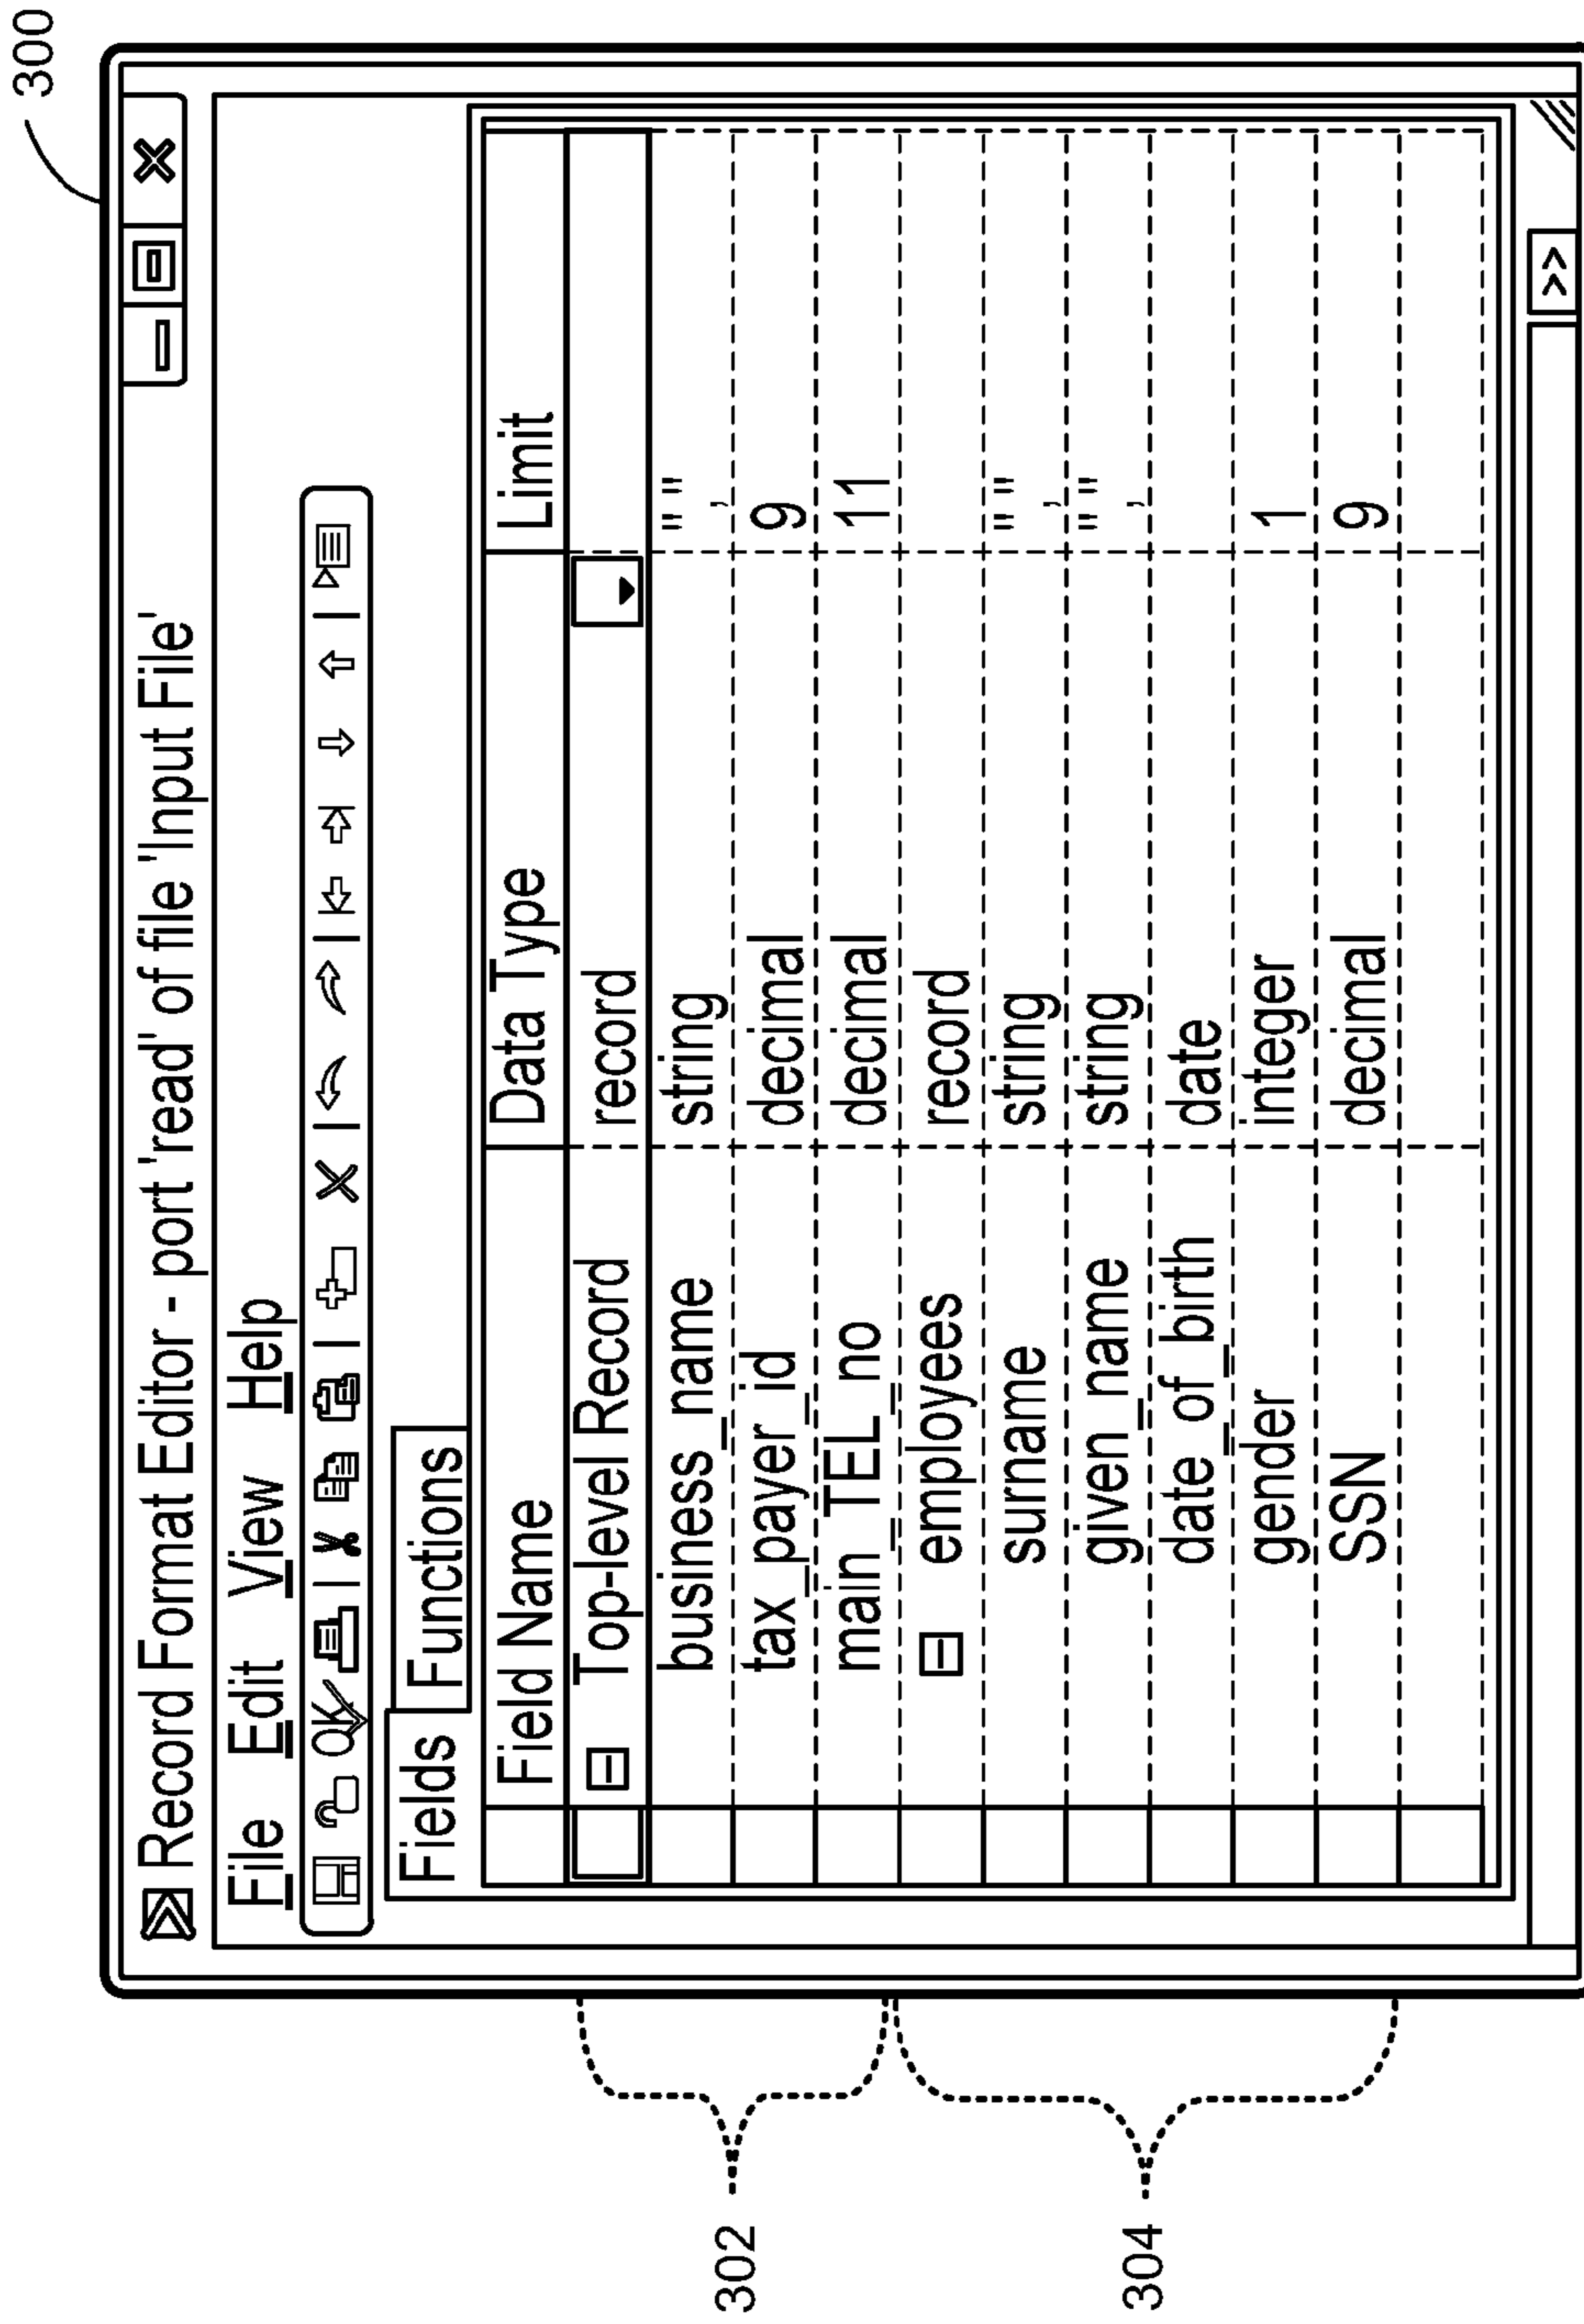 300
Record Format Editor - port 'read' of file 'Input File'
File Edit View Help
OK
Fields Functions
Field Name Data Type Limit
Top-level Record record
business_name string "," 
tax_payer_id decimal 9
main_TEL_no decimal 11
employees record
surname string ","
given_name string ","
date_of_birth date
gender integer 1
SSN decimal 9
>>
302
304